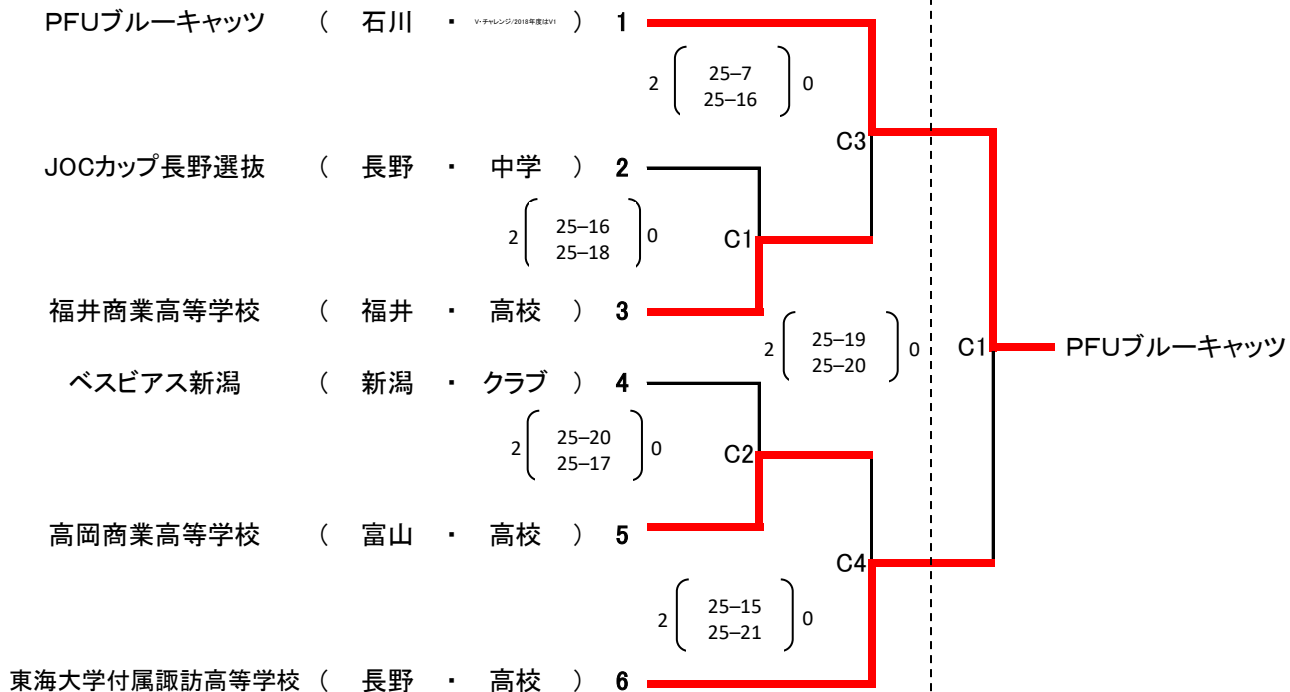 PFUブルーキャッツ ( 石川 ・ V・チャレンジ/2018年度はV1 ) 1
2 25–7 0
25–16
C3
JOCカップ長野選抜 ( 長野 ・ 中学 ) 2
2 25–16 0
25–18
C1
福井商業高等学校 ( 福井 ・ 高校 ) 3
2 25–19 0
25–20
C1 PFUブルーキャッツ
ベスビアス新潟 ( 新潟 ・ クラブ ) 4
2 25–20 0
25–17
C2
高岡商業高等学校 ( 富山 ・ 高校 ) 5
C4
2 25–15 0
25–21
東海大学付属諏訪高等学校 ( 長野 ・ 高校 ) 6